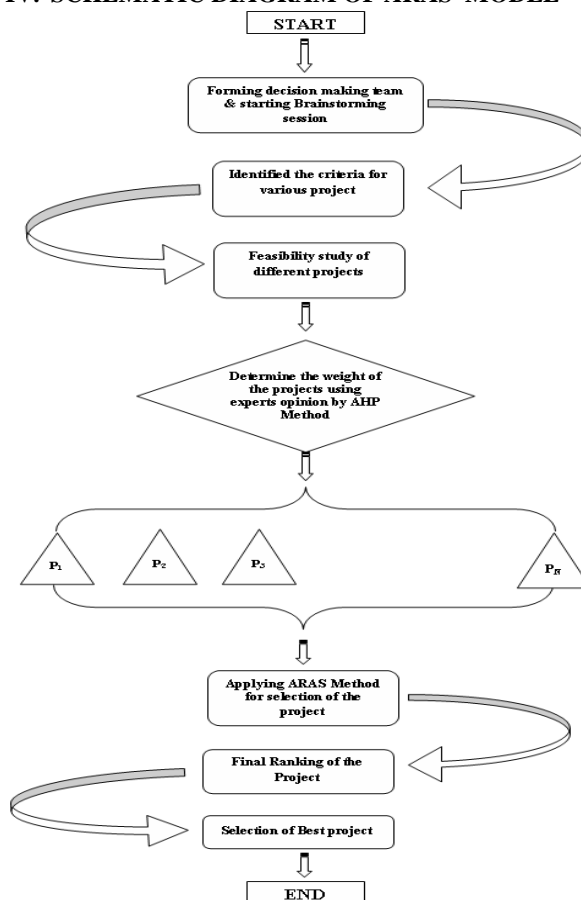 IV. SCHEMATIC DIAGRAM OF ARAS MODEL
START
Forming decision making team
& starting Brainstorming
session
Identified the criteria for
various project
Feasibility study of
different projects
Determine the weight of
the projects using
experts opinion by AHP
Method
P1 P2 P3 PN
Applying ARAS Method
for selection of the
project
Final Ranking of the
Project
Selection of Best project
END